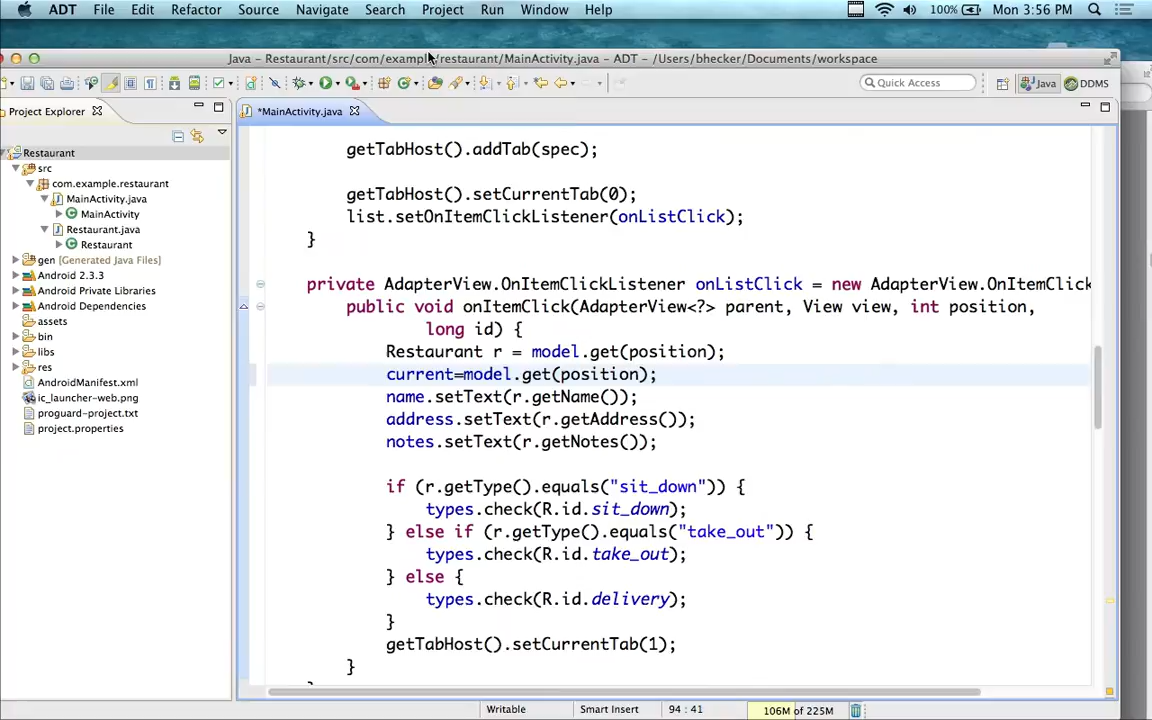 ADT File Edit Refactor Source Navigate Search Project Run Window Help 100% Mon 3:56 PM
Java – Restaurant/src/com/example/restaurant/MainActivity.java – ADT – /Users/bhecker/Documents/workspace
Quick Access Java DDMS
Project Explorer
*MainActivity.java
Restaurant
src
com.example.restaurant
MainActivity.java
MainActivity
Restaurant.java
Restaurant
gen [Generated Java Files]
Android 2.3.3
Android Private Libraries
Android Dependencies
assets
bin
libs
res
AndroidManifest.xml
ic_launcher-web.png
proguard-project.txt
project.properties
getTabHost().addTab(spec);
getTabHost().setCurrentTab(0);
list.setOnItemClickListener(onListClick);
}
private AdapterView.OnItemClickListener onListClick = new AdapterView.OnItemClick
public void onItemClick(AdapterView<?> parent, View view, int position,
long id) {
Restaurant r = model.get(position);
current=model.get(position);
name.setText(r.getName());
address.setText(r.getAddress());
notes.setText(r.getNotes());
if (r.getType().equals("sit_down")) {
types.check(R.id.sit_down);
} else if (r.getType().equals("take_out")) {
types.check(R.id.take_out);
} else {
types.check(R.id.delivery);
}
getTabHost().setCurrentTab(1);
}
Writable Smart Insert 94 : 41 106M of 225M